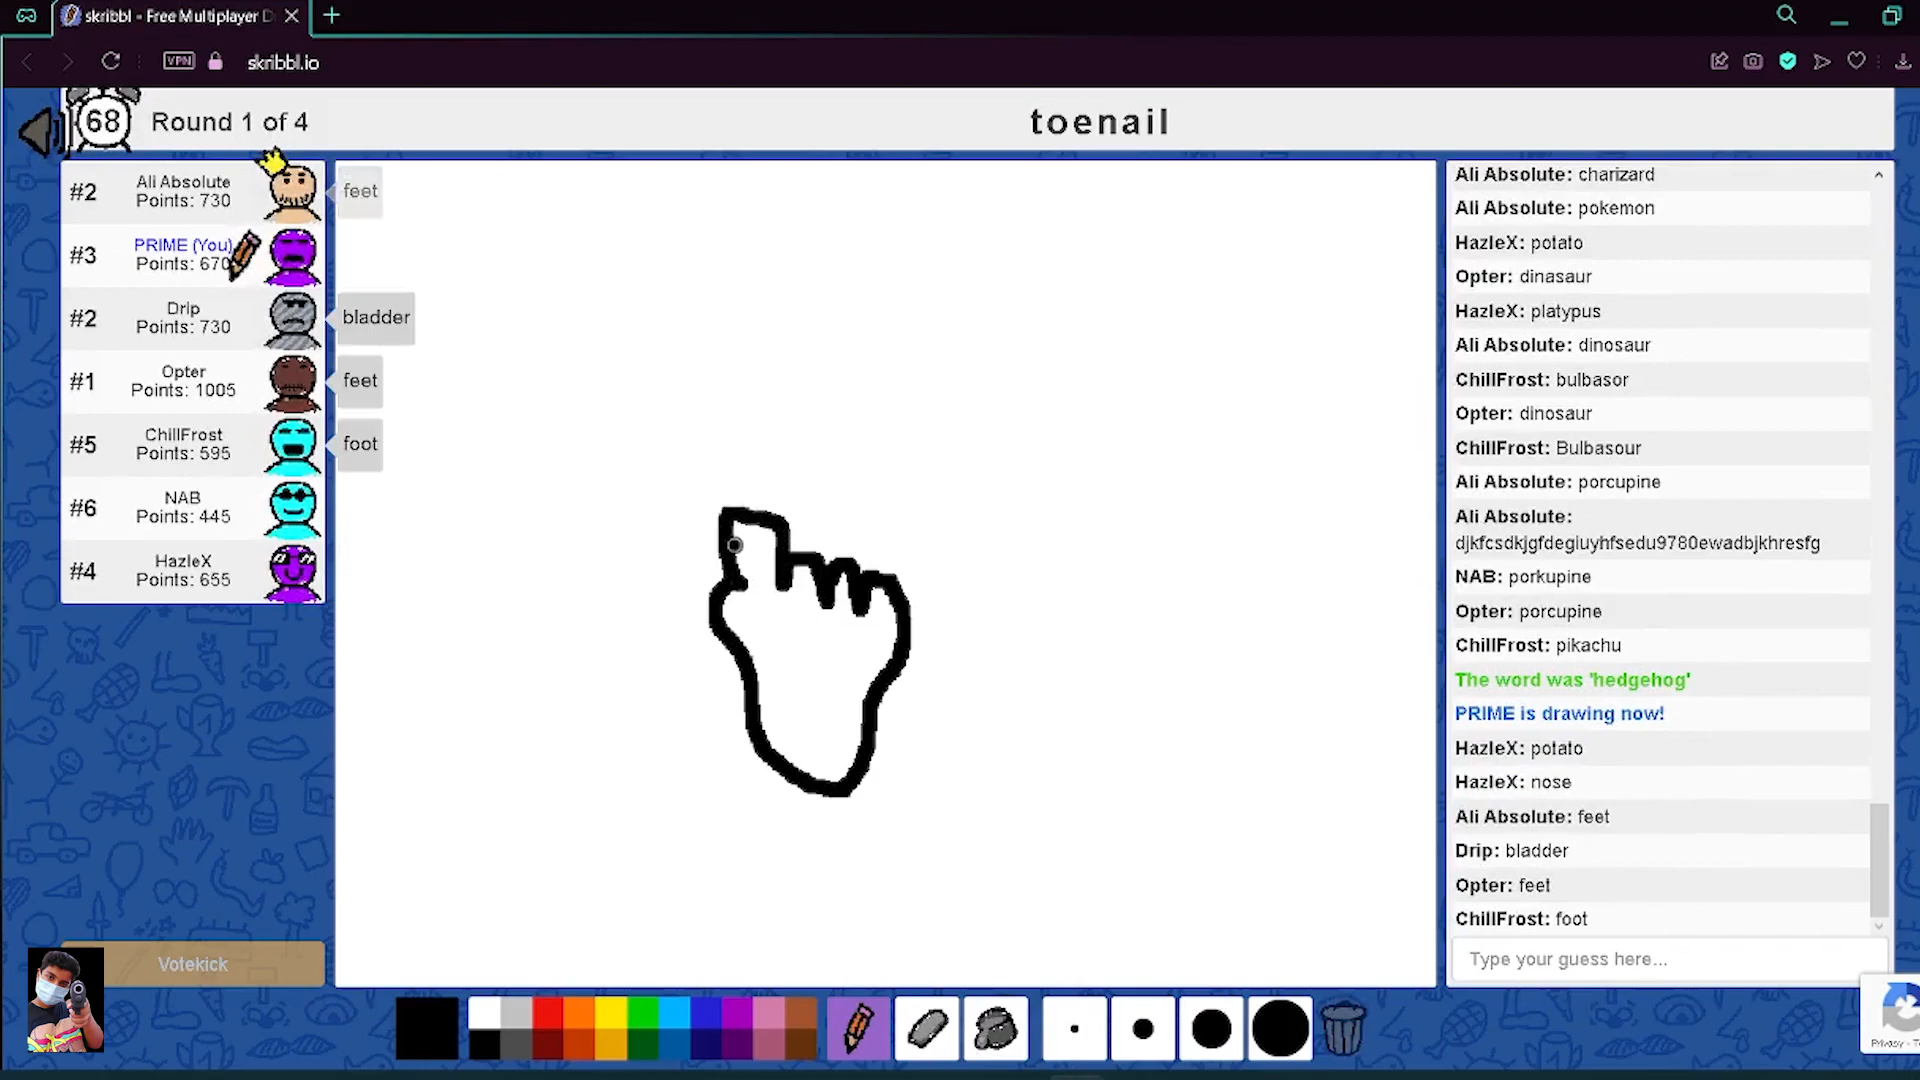 skribbl - Free Multiplayer D
VPN
skribbl.io
68
Round 1 of 4
toenail
#2
Ali Absolute
Points: 730
feet
#3
PRIME (You)
Points: 670
#2
Drip
Points: 730
bladder
#1
Opter
Points: 1005
feet
#5
ChillFrost
Points: 595
foot
#6
NAB
Points: 445
#4
HazleX
Points: 655
Votekick
Ali Absolute: charizard
Ali Absolute: pokemon
HazleX: potato
Opter: dinasaur
HazleX: platypus
Ali Absolute: dinosaur
ChillFrost: bulbasor
Opter: dinosaur
ChillFrost: Bulbasour
Ali Absolute: porcupine
Ali Absolute:
djkfcsdkjgfdegiuyhfsedu9780ewadbjkhresfg
NAB: porkupine
Opter: porcupine
ChillFrost: pikachu
The word was 'hedgehog'
PRIME is drawing now!
HazleX: potato
HazleX: nose
Ali Absolute: feet
Drip: bladder
Opter: feet
ChillFrost: foot
Type your guess here...
Privacy - T